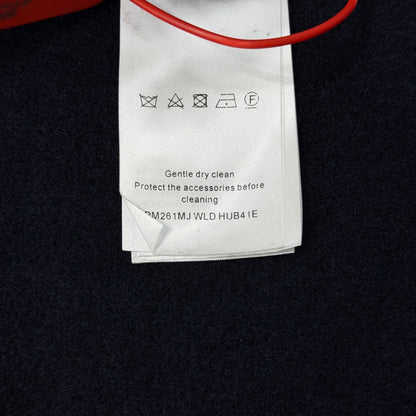 F
Gentle dry clean
Protect the accessories before
cleaning
RM261MJ WLD HUB41E